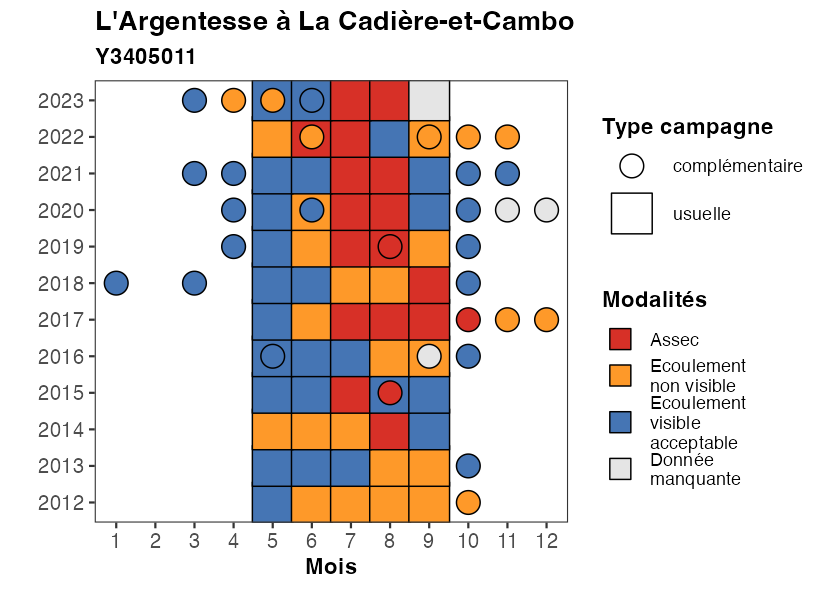 L'Argentesse à La Cadière-et-Cambo
Y3405011
2023
2022
2021
2020
2019
2018
2017
2016
2015
2014
2013
2012
1 2 3 4 5 6 7 8 9 10 11 12
Mois
Type campagne
complémentaire
usuelle
Modalités
Assec
Ecoulement
non visible
Ecoulement
visible
acceptable
Donnée
manquante